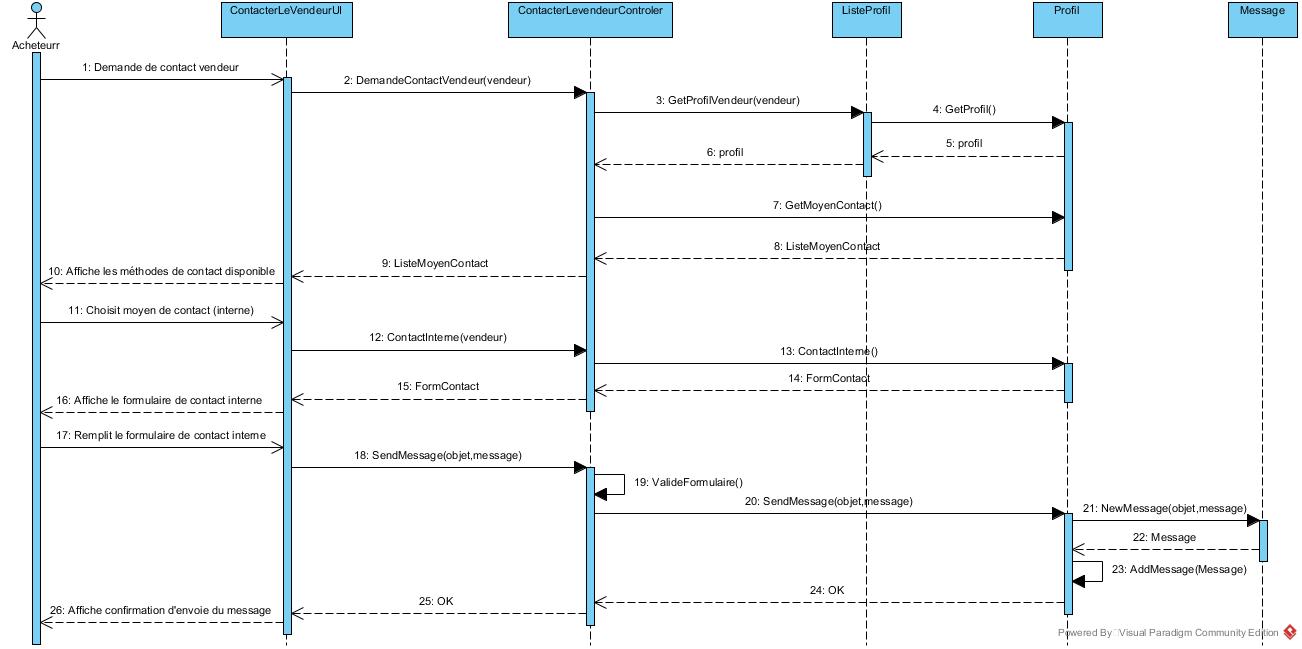 ContacterLeVendeurUI
ContacterLevendeurControler
ListeProfil
Profil
Message
Acheteurr
1: Demande de contact vendeur
2: DemandeContactVendeur(vendeur)
3: GetProfilVendeur(vendeur)
4: GetProfil()
5: profil
6: profil
7: GetMoyenContact()
8: ListeMoyenContact
9: ListeMoyenContact
10: Affiche les méthodes de contact disponible
11: Choisit moyen de contact (interne)
12: ContactInterne(vendeur)
13: ContactInterne()
14: FormContact
15: FormContact
16: Affiche le formulaire de contact interne
17: Remplit le formulaire de contact interne
18: SendMessage(objet,message)
19: ValideFormulaire()
20: SendMessage(objet,message)
21: NewMessage(objet,message)
22: Message
23: AddMessage(Message)
24: OK
25: OK
26: Affiche confirmation d'envoie du message
Powered By Visual Paradigm Community Edition